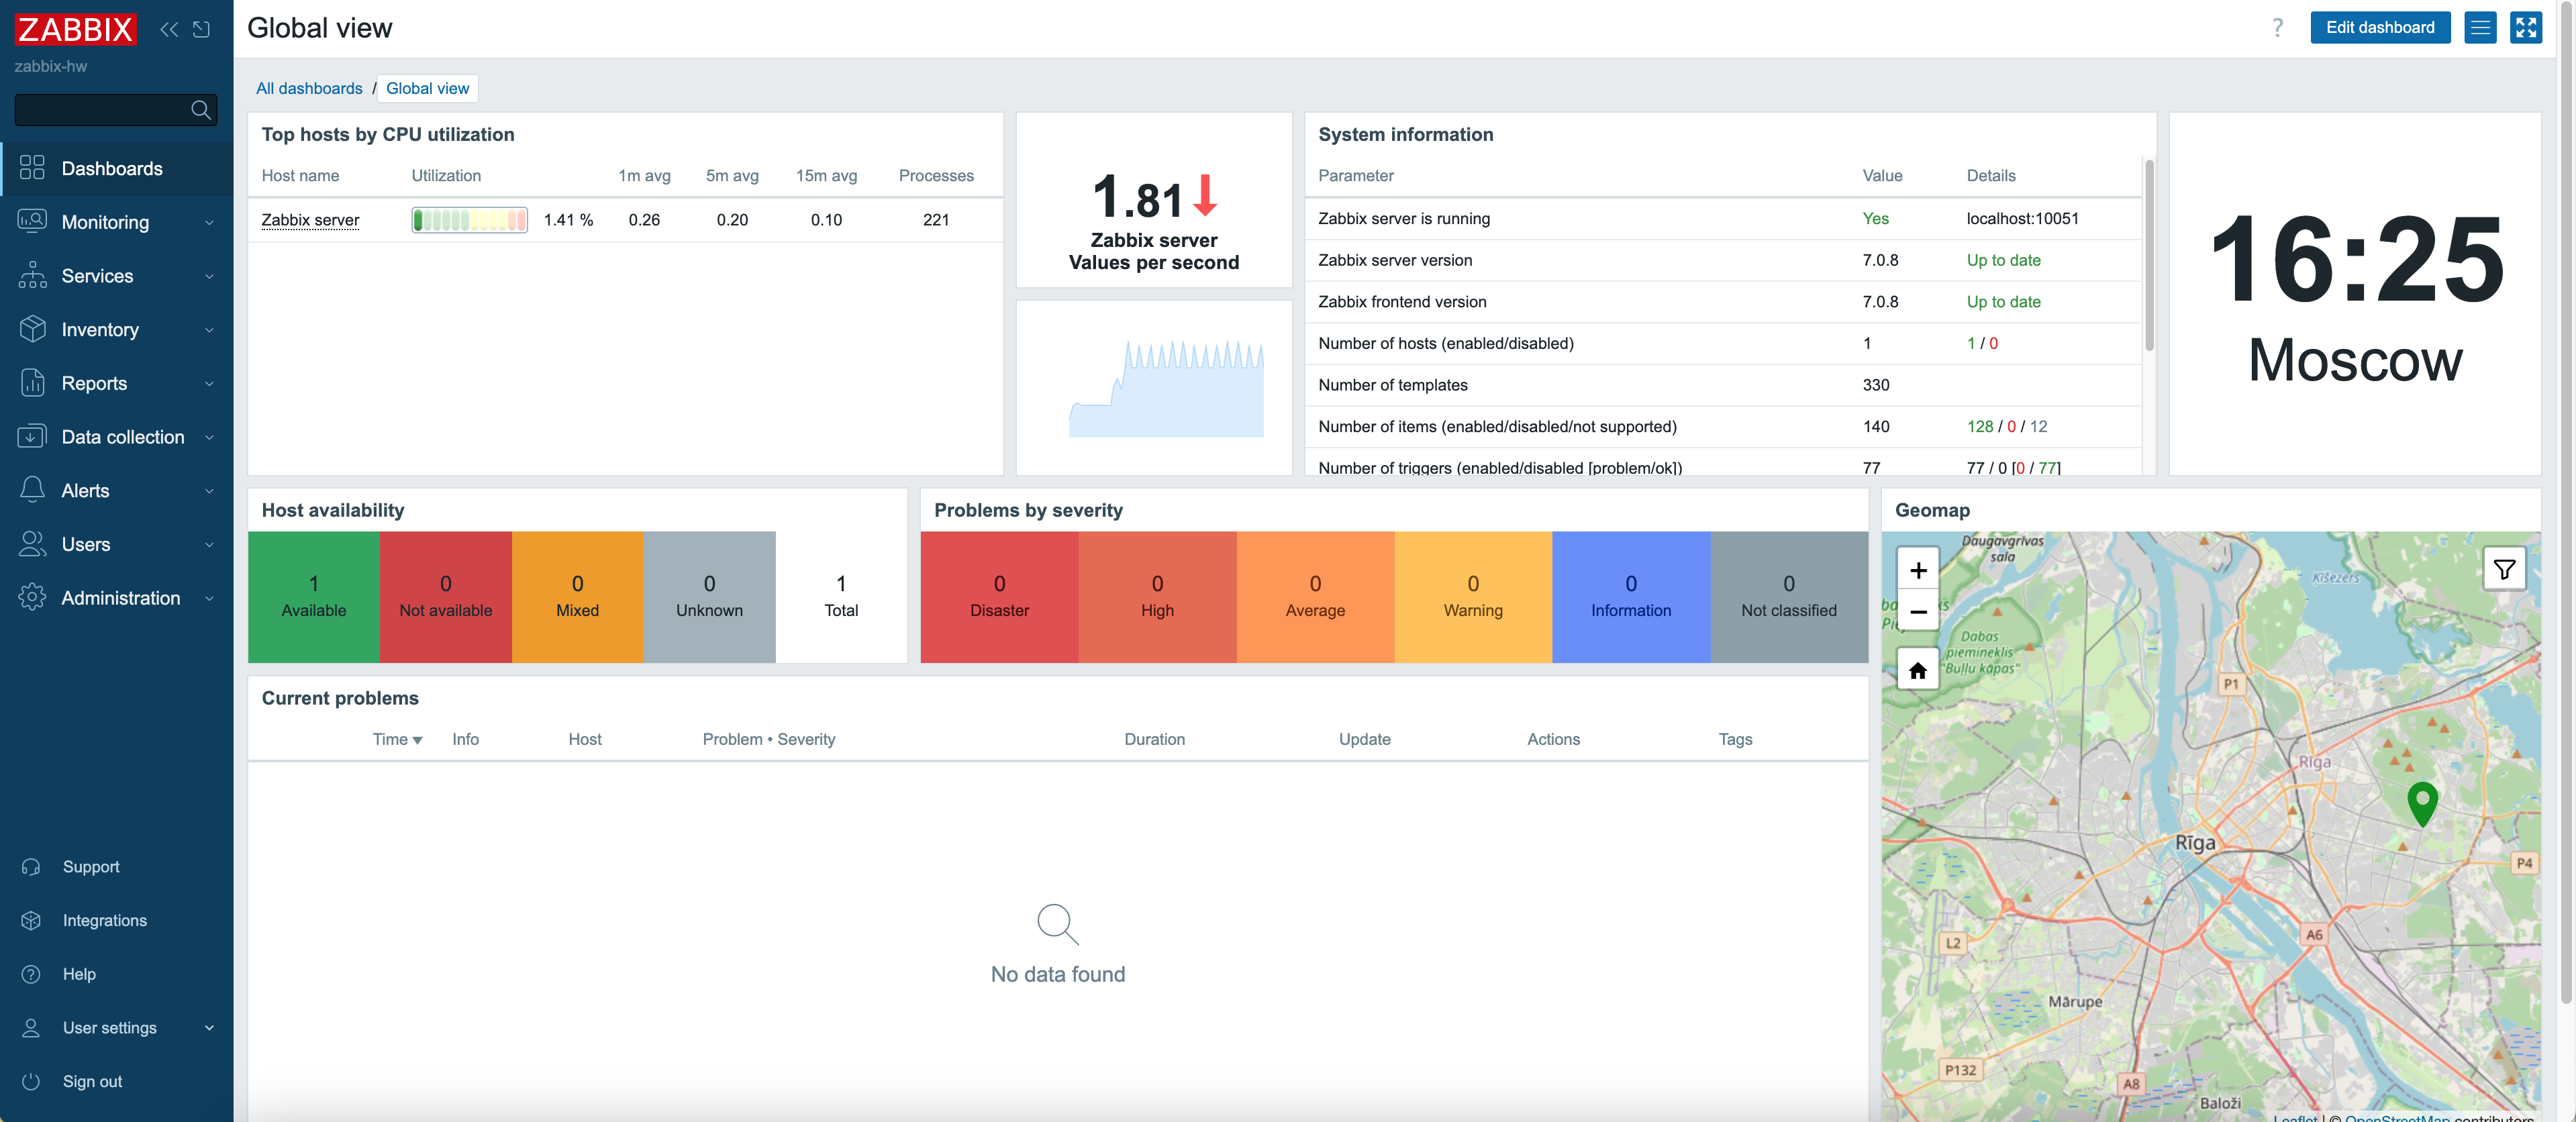 ZABBIX
zabbix-hw
Dashboards
Monitoring
Services
Inventory
Reports
Data collection
Alerts
Users
Administration
Support
Integrations
Help
User settings
Sign out
Global view
?
Edit dashboard
All dashboards / Global view
Top hosts by CPU utilization
Host name Utilization 1m avg 5m avg 15m avg Processes
Zabbix server 1.41 % 0.26 0.20 0.10 221
1.81
Zabbix server
Values per second
System information
Parameter Value Details
Zabbix server is running Yes localhost:10051
Zabbix server version 7.0.8 Up to date
Zabbix frontend version 7.0.8 Up to date
Number of hosts (enabled/disabled) 1 1 / 0
Number of templates 330
Number of items (enabled/disabled/not supported) 140 128 / 0 / 12
Number of triggers (enabled/disabled [problem/ok]) 77 77 / 0 [0 / 77]
16:25
Moscow
Host availability
1 0 0 0 1
Available Not available Mixed Unknown Total
Problems by severity
0 0 0 0 0 0
Disaster High Average Warning Information Not classified
Current problems
Time Info Host Problem • Severity Duration Update Actions Tags
No data found
Geomap
+
−
Daugavgrīvas
sala
Ķīšezers
Dabas
piemineklis
"Buļļu kāpas"
P1
Rīga
Rīga
P4
A6
L2
Mārupe
P132
A8
Baloži
Leaflet | © OpenStreetMap contributors